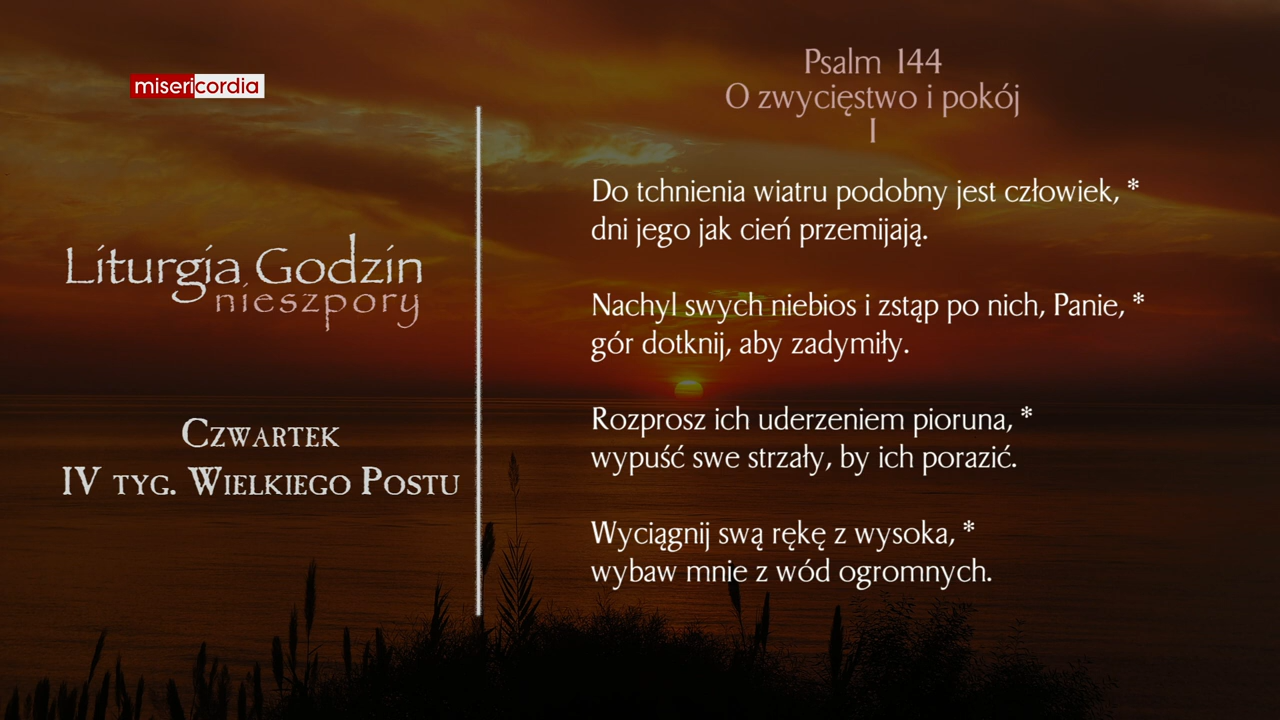 misericordia
Liturgia Godzin
nieszpory
Czwartek
IV tyg. Wielkiego Postu
Psalm 144
O zwycięstwo i pokój
I
Do tchnienia wiatru podobny jest człowiek, *
dni jego jak cień przemijają.
Nachyl swych niebios i zstąp po nich, Panie, *
gór dotknij, aby zadymiły.
Rozprosz ich uderzeniem pioruna, *
wypuść swe strzały, by ich porazić.
Wyciągnij swą rękę z wysoka, *
wybaw mnie z wód ogromnych.